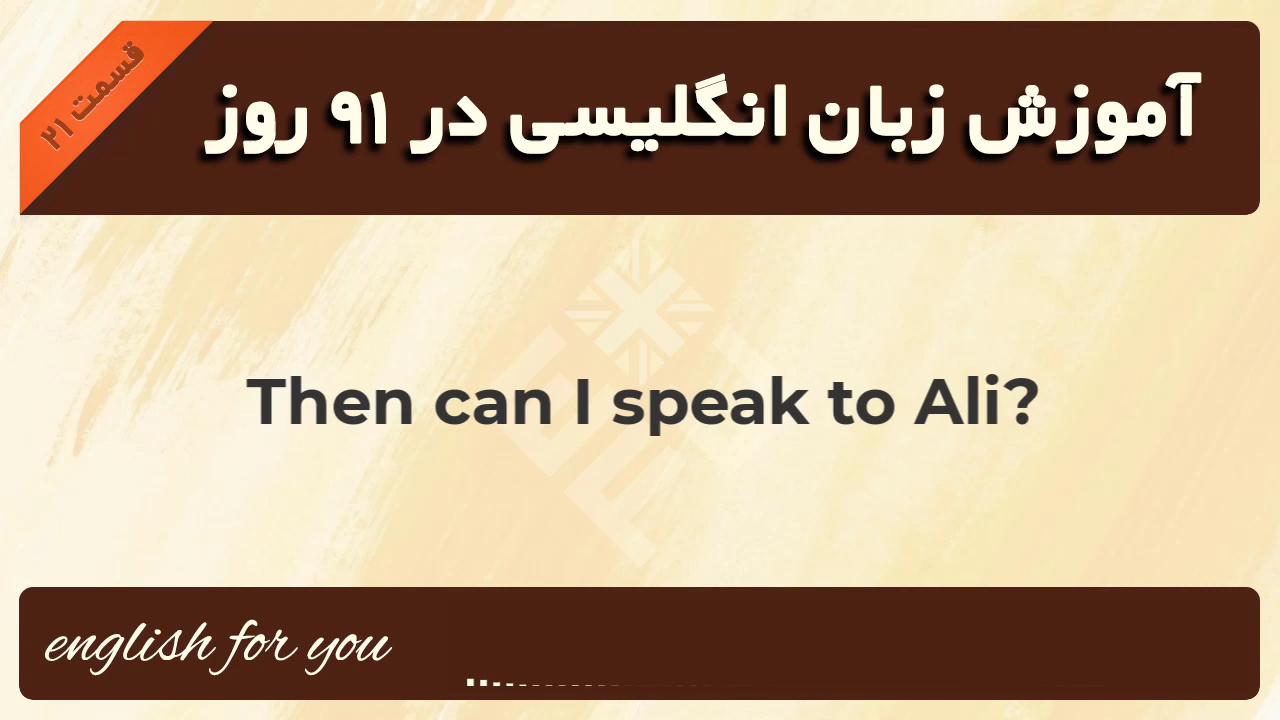 قسمت ۲۱
آموزش زبان انگلیسی در ۹۱ روز
Then can I speak to Ali?
english for you